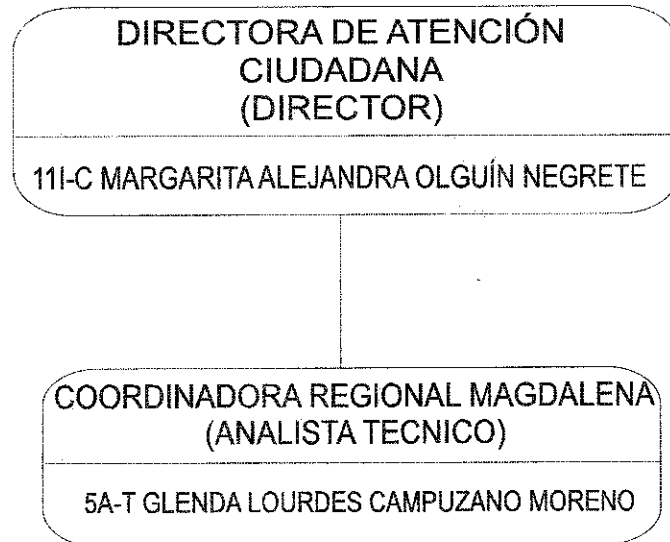 DIRECTORA DE ATENCIÓN
CIUDADANA
(DIRECTOR)
11I-C MARGARITA ALEJANDRA OLGUÍN NEGRETE
COORDINADORA REGIONAL MAGDALENA
(ANALISTA TECNICO)
5A-T GLENDA LOURDES CAMPUZANO MORENO